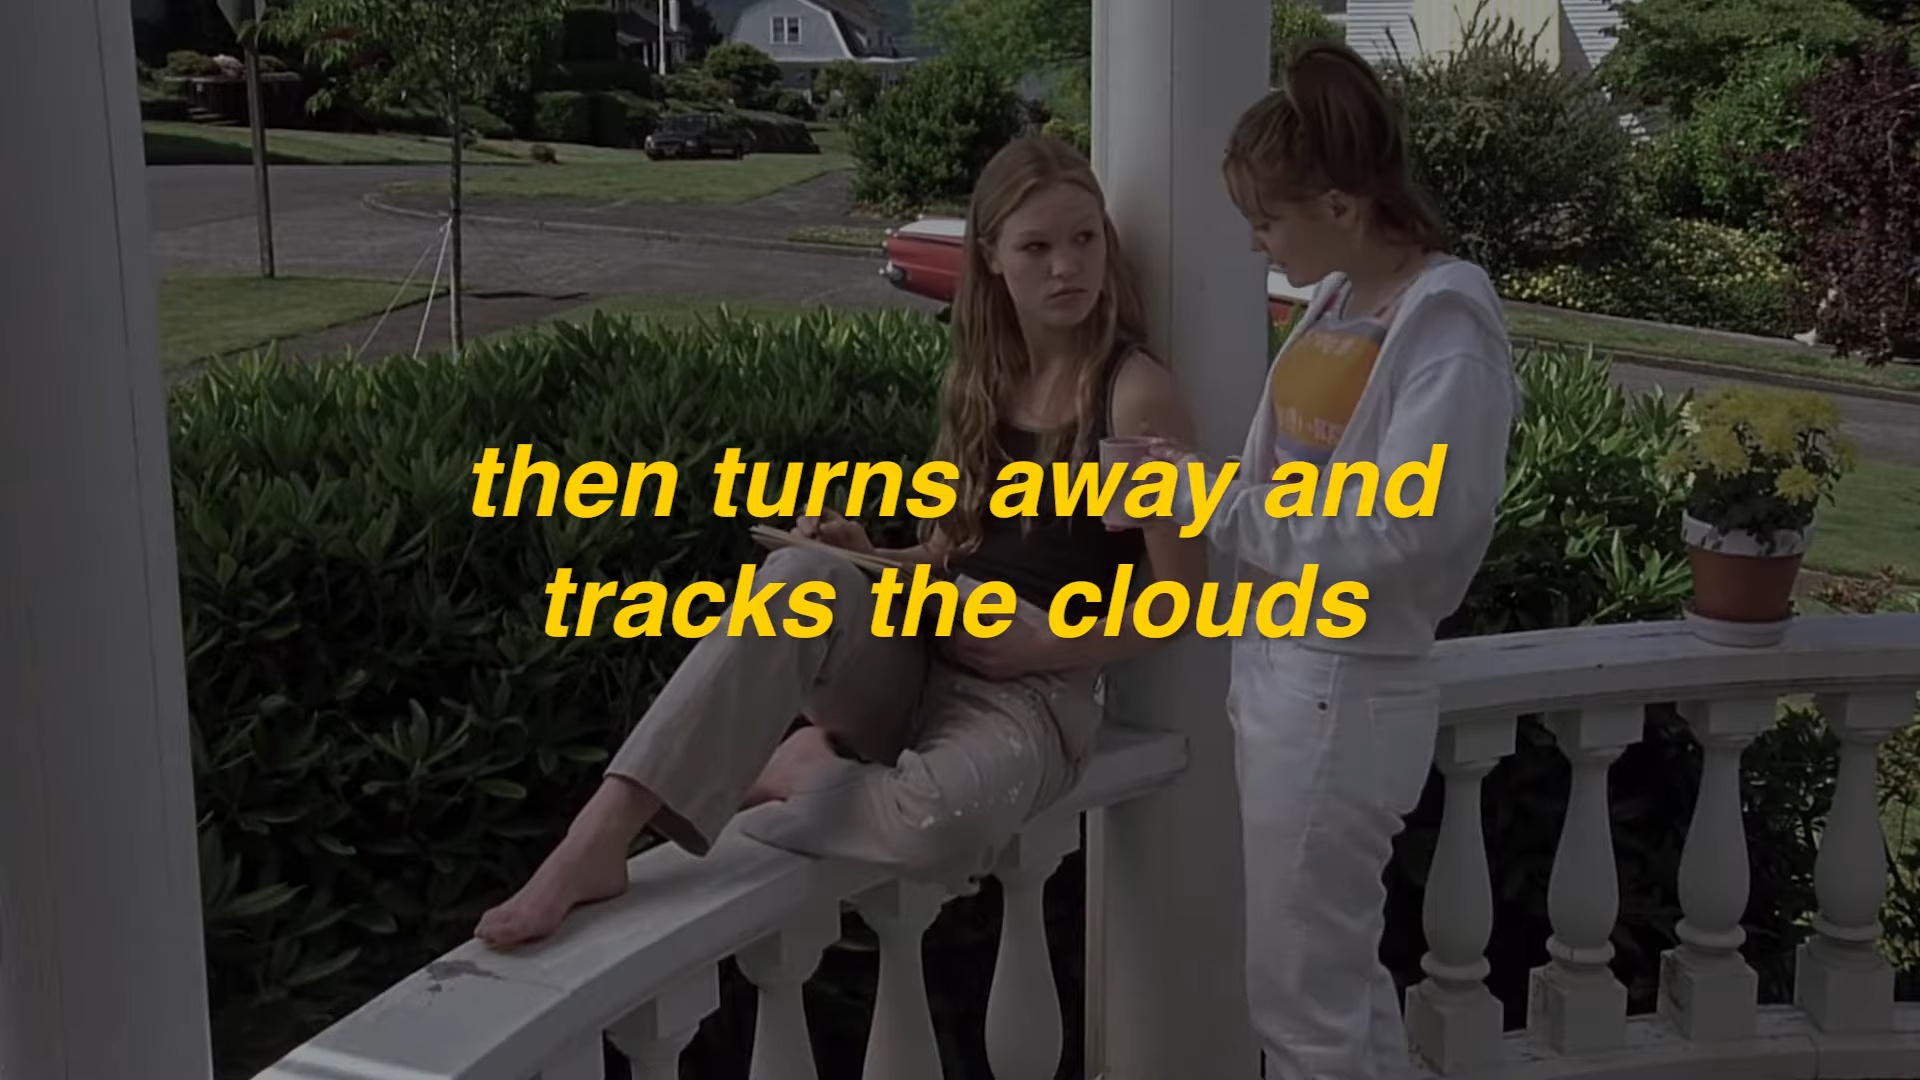 then turns away and
tracks the clouds